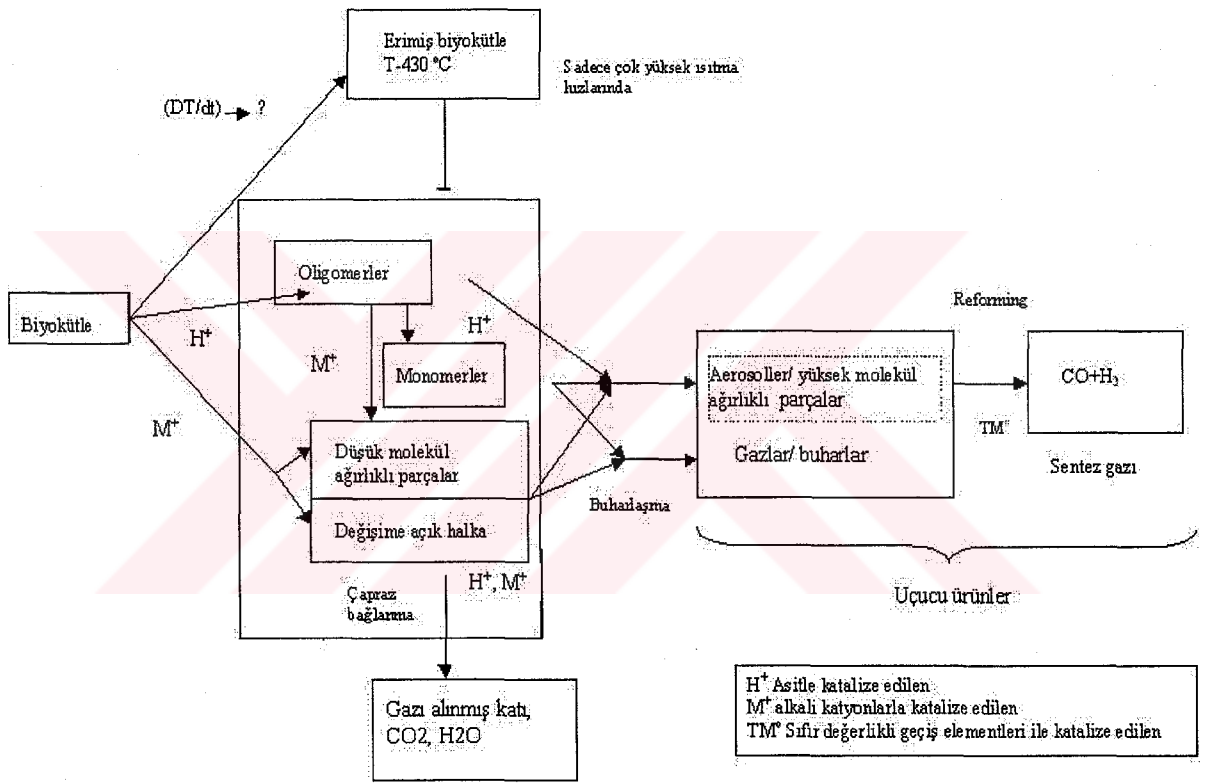 Erimiş biyokütle
T-430 °C
Sadece çok yüksek ısıtma
hızlarında
(DT/dt) → ?
Oligomerler
Biyokütle
H⁺
H⁺
M⁺
Monomerler
M⁺
Düşük molekül
ağırlıklı parçalar
Değişime açık halka
H⁺, M⁺
Çapraz
bağlanma
Gazı alınmış katı,
CO2, H2O
Buharlaşma
Aerosoller/ yüksek molekül
ağırlıklı parçalar
Gazlar/ buharlar
Reforming
TM°
CO+H₂
Sentez gazı
Uçucu ürünler
H⁺ Asitle katalize edilen
M⁺ alkali katyonlarla katalize edilen
TM° Sıfır değerlikli geçiş elementleri ile katalize edilen